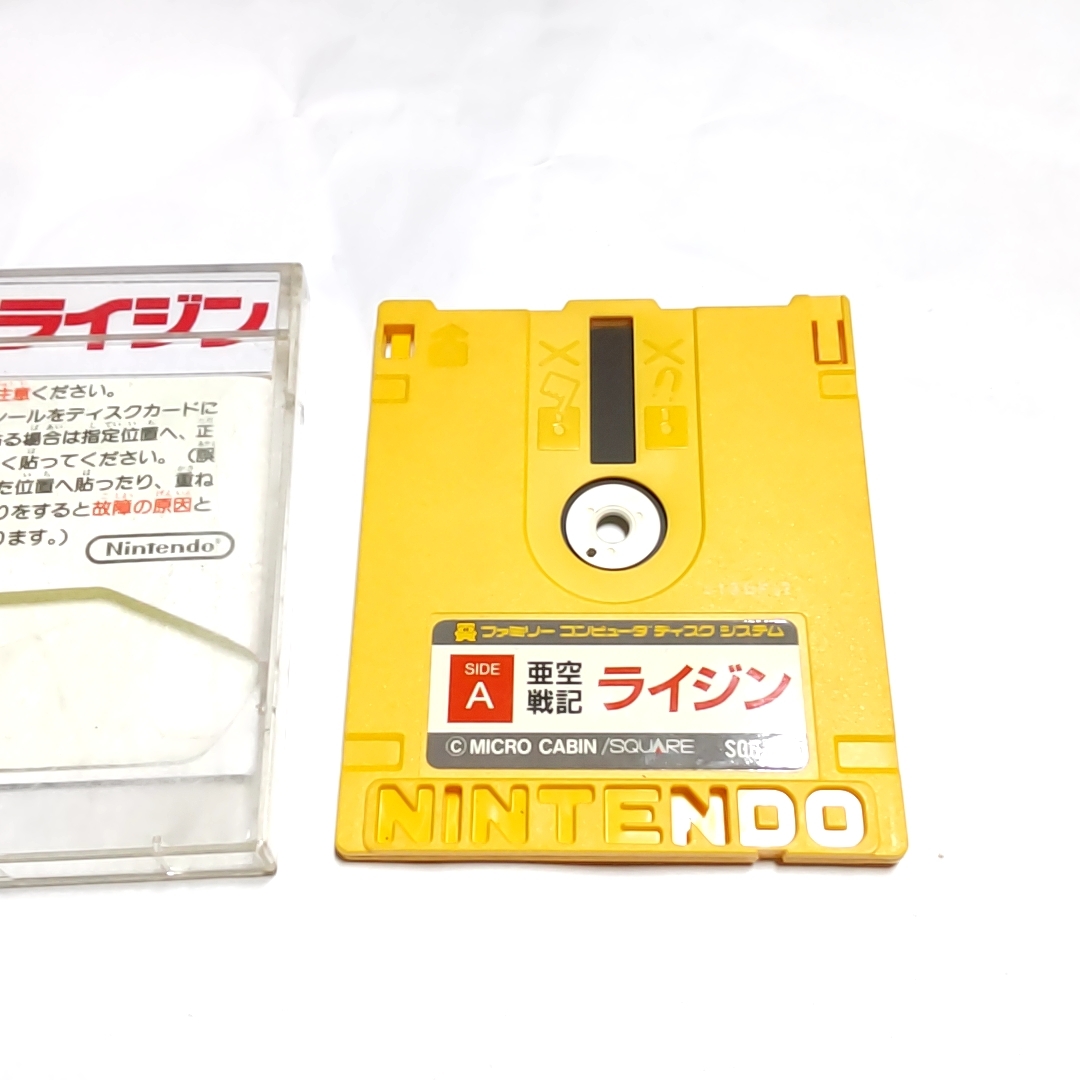 ライジン
注意ください。
シールをディスクカードに
る場合は指定位置へ、正
く貼ってください。（誤
た位置へ貼ったり、重ね
りをすると故障の原因と
ります。）
Nintendo
ファミリー コンピュータ ディスク システム
SIDE
A
亜空
戦記
ライジン
© MICRO CABIN /SQUARE
NINTENDO